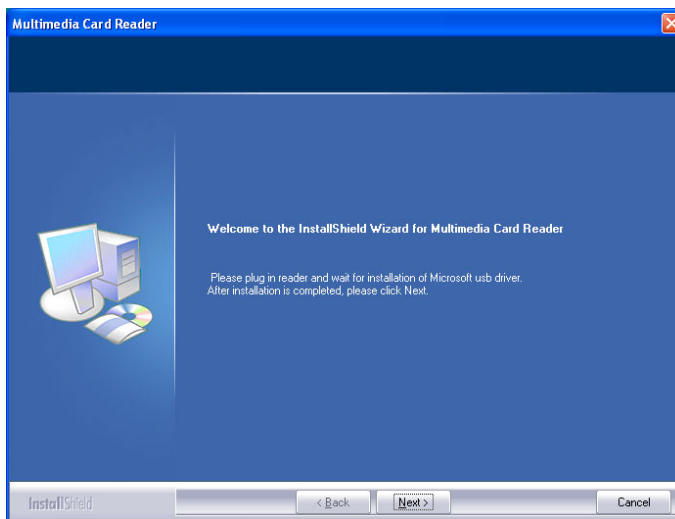 Multimedia Card Reader
Welcome to the InstallShield Wizard for Multimedia Card Reader
Please plug in reader and wait for installation of Microsoft usb driver.
After installation is completed, please click Next.
InstallShield
< Back Next > Cancel